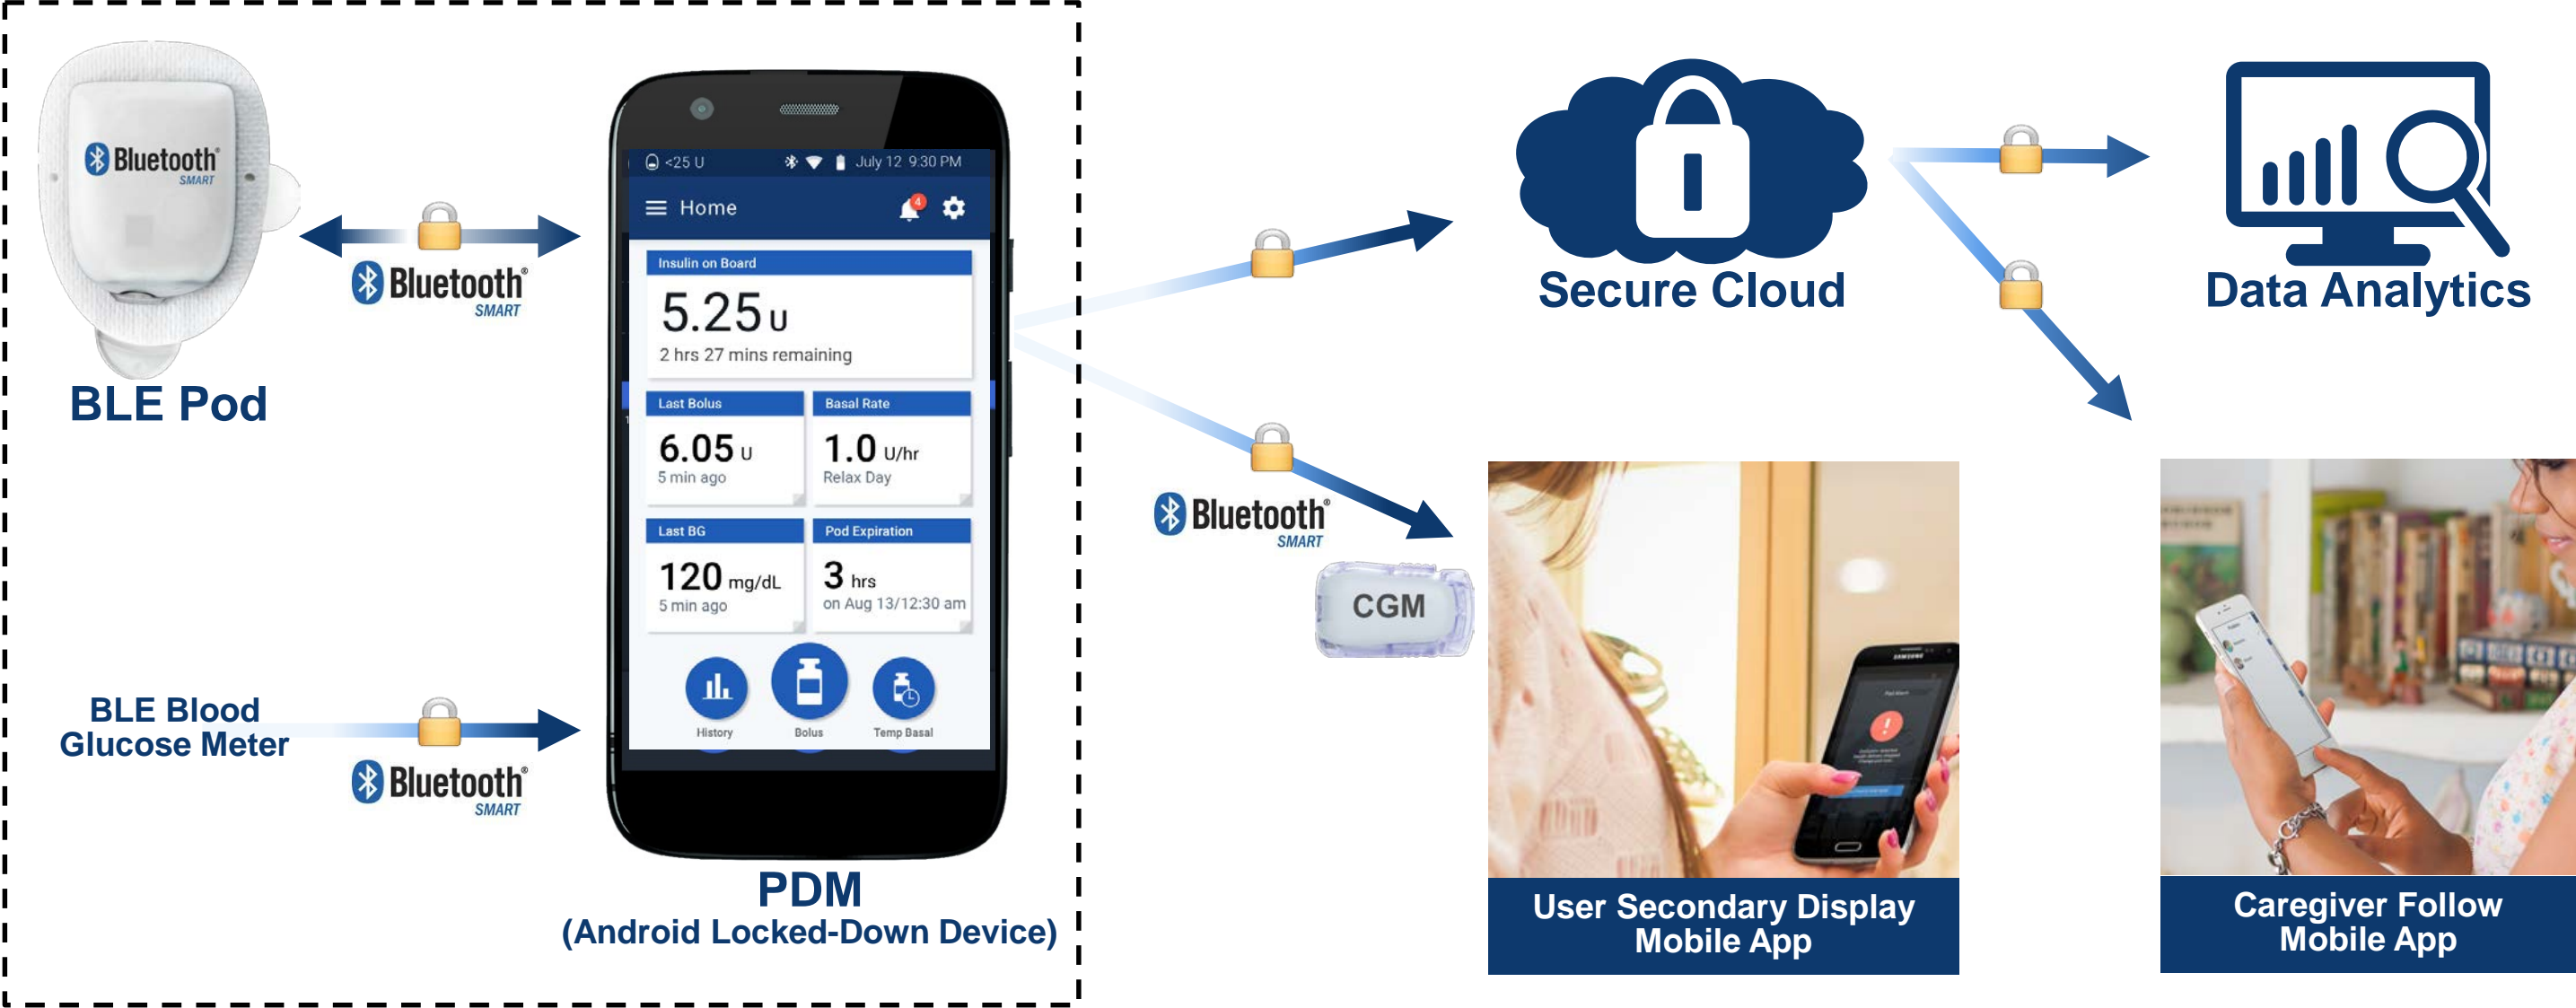 Bluetooth®
SMART
BLE Pod
Bluetooth®
SMART
BLE Blood
Glucose Meter
Bluetooth®
SMART
<25 U
July 12 9:30 PM
Home
4
Insulin on Board
5.25 U
2 hrs 27 mins remaining
Last Bolus
6.05 U
5 min ago
Basal Rate
1.0 U/hr
Relax Day
Last BG
120 mg/dL
5 min ago
Pod Expiration
3 hrs
on Aug 13/12:30 am
History
Bolus
Temp Basal
PDM
(Android Locked-Down Device)
Secure Cloud
Data Analytics
Bluetooth®
SMART
CGM
SAMSUNG
Pod Alarm
User Secondary Display
Mobile App
Caregiver Follow
Mobile App